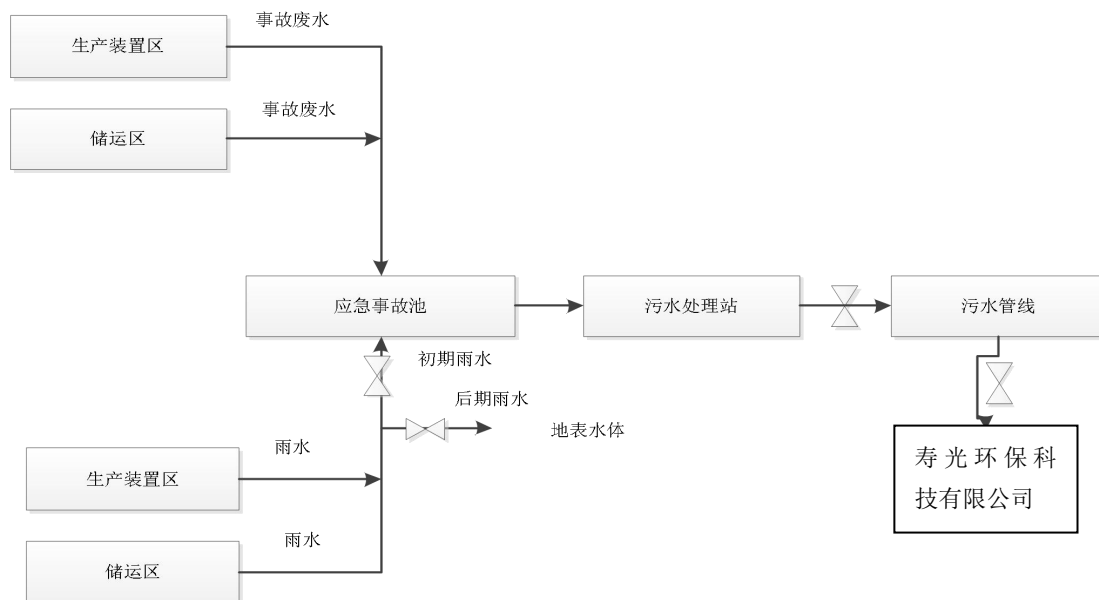 事故废水
生产装置区
事故废水
储运区
应急事故池
污水处理站
污水管线
初期雨水
后期雨水
地表水体
雨水
生产装置区
寿光环保科
技有限公司
雨水
储运区